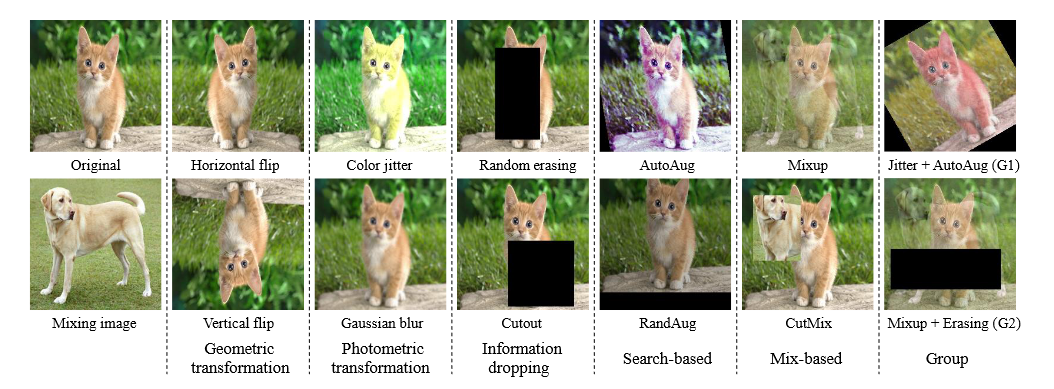 Original
Horizontal flip
Color jitter
Random erasing
AutoAug
Mixup
Jitter + AutoAug (G1)
Mixing image
Vertical flip
Gaussian blur
Cutout
RandAug
CutMix
Mixup + Erasing (G2)
Geometric
transformation
Photometric
transformation
Information
dropping
Search-based
Mix-based
Group